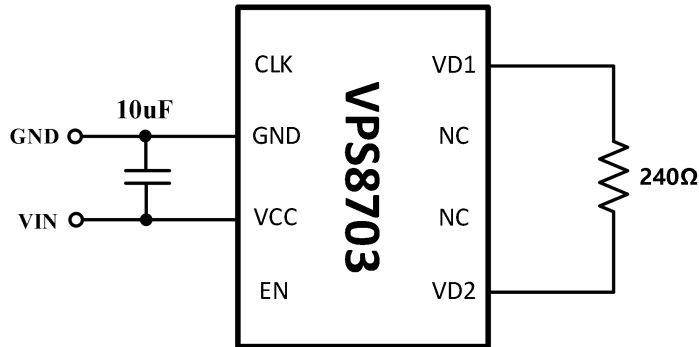 CLK
VD1
10uF
GND
GND
NC
VPS8703
240Ω
VIN
VCC
NC
EN
VD2